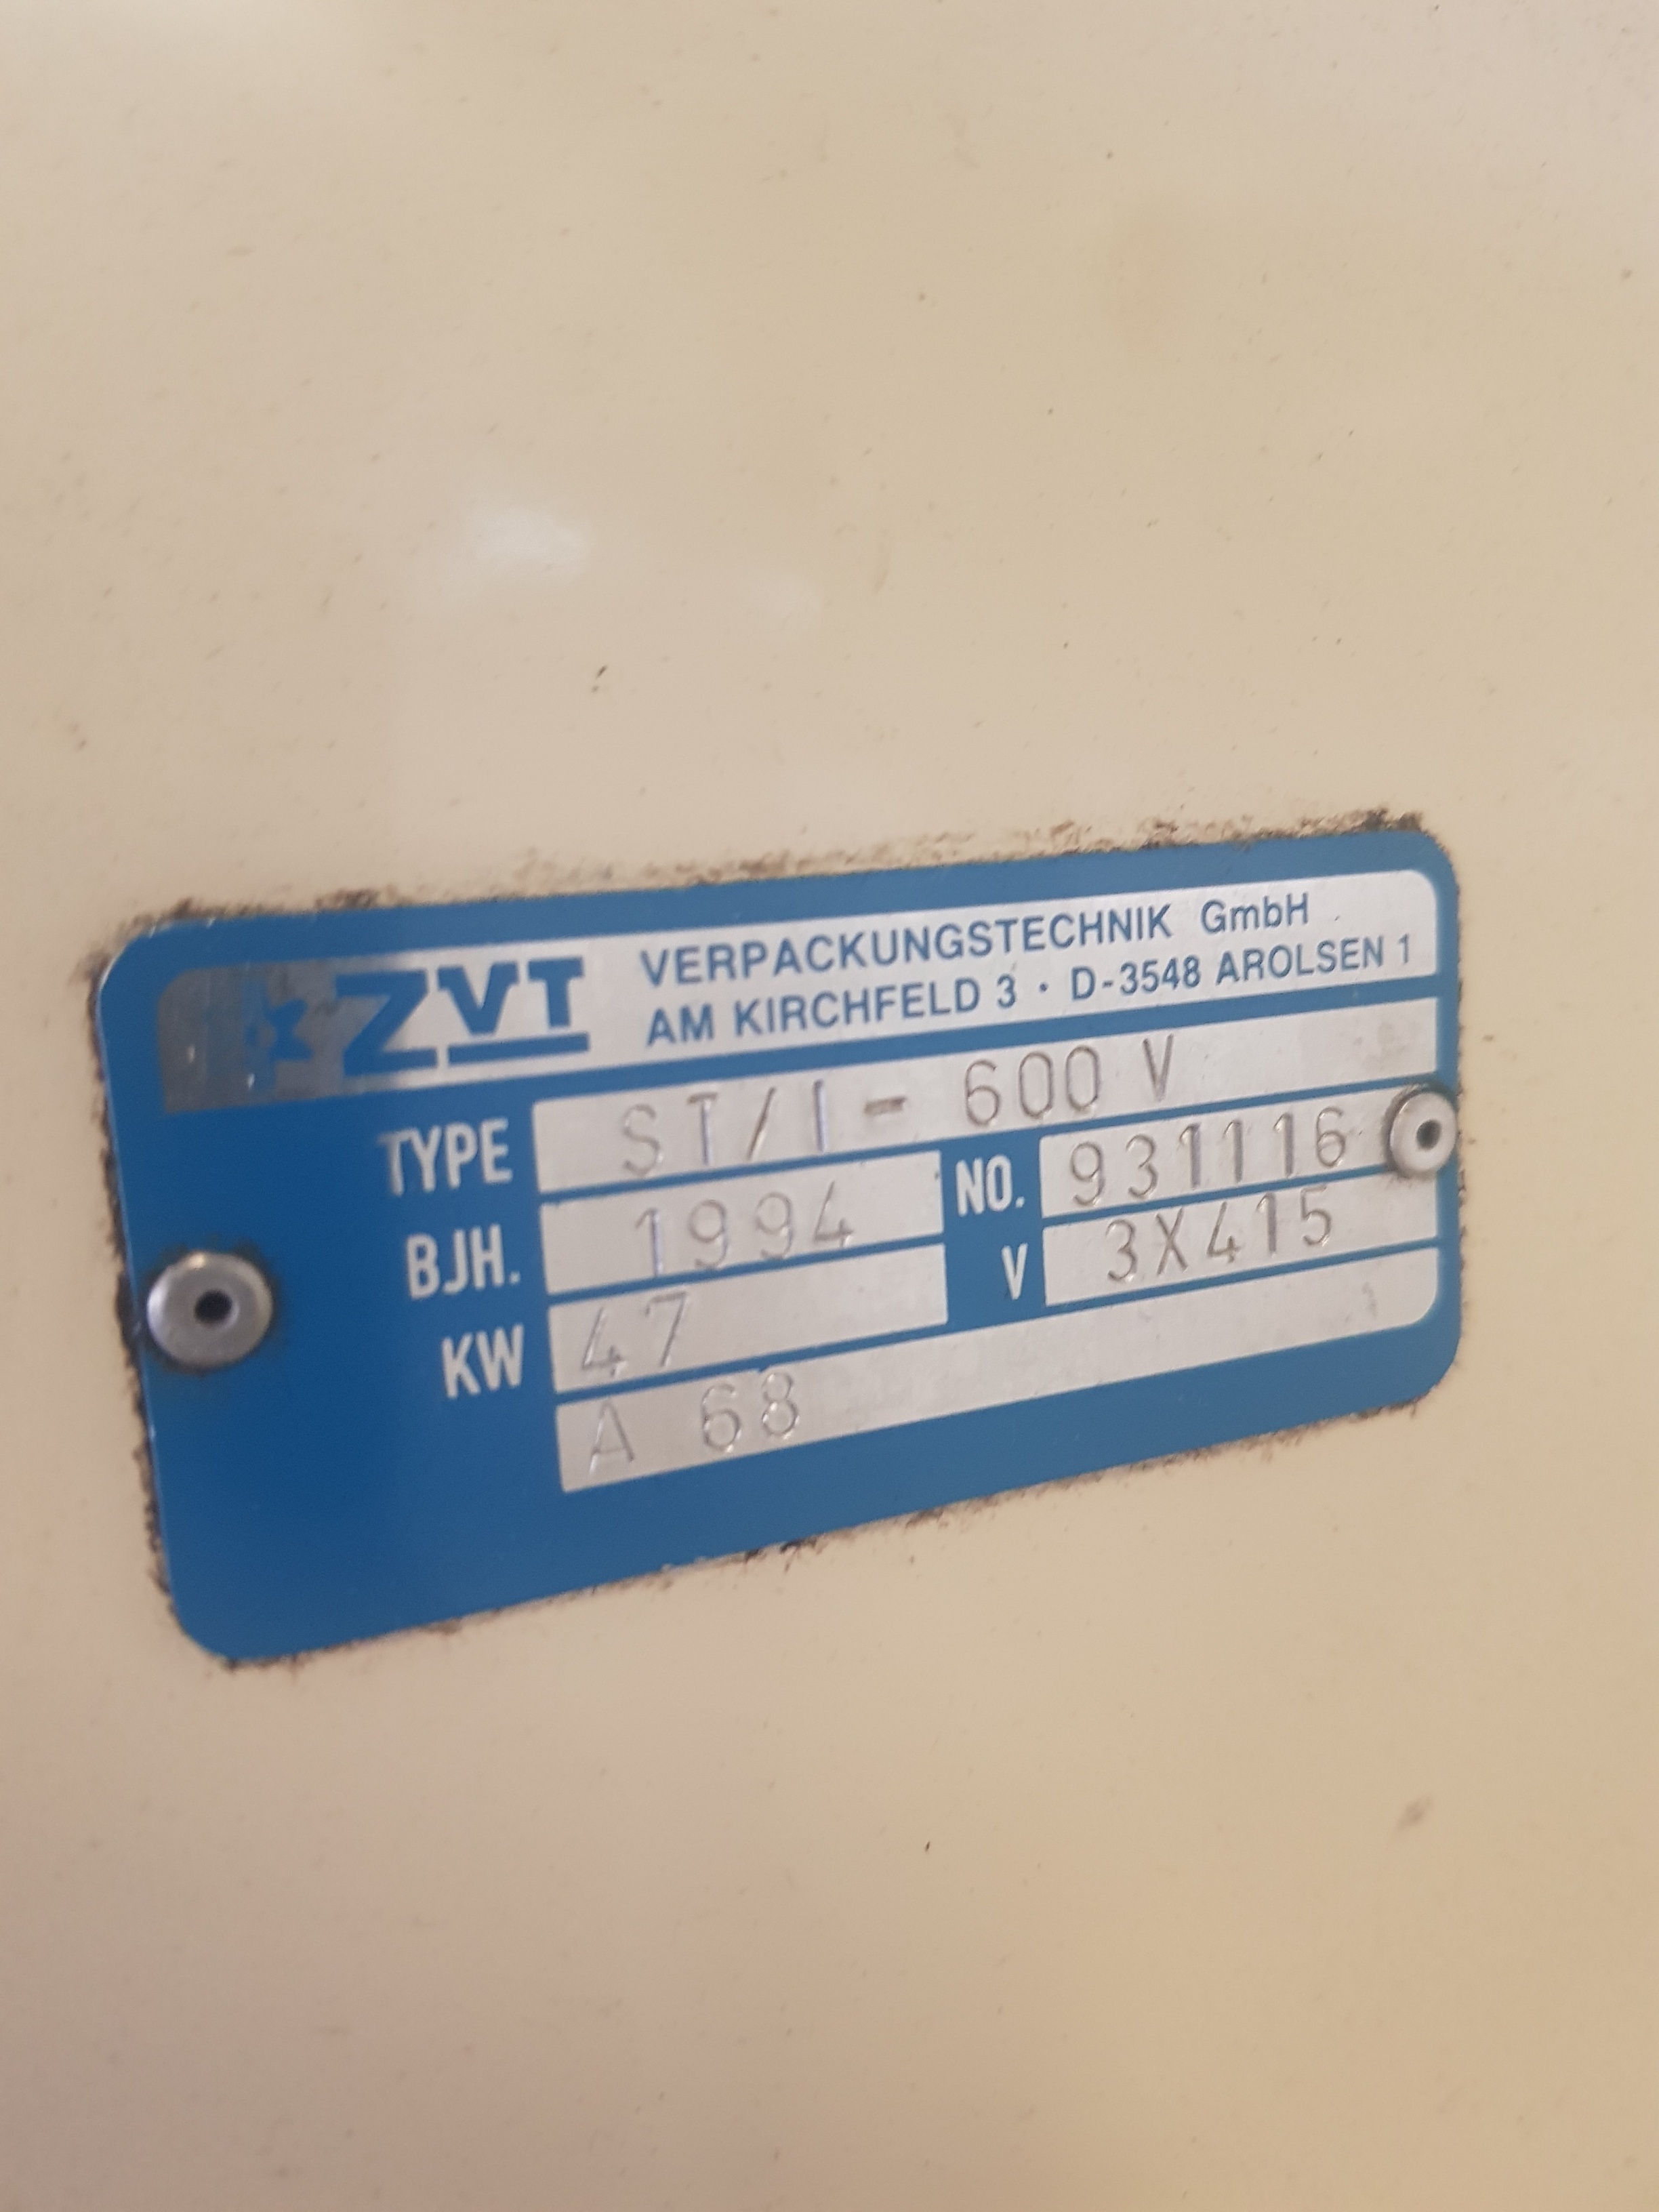 ZVT VERPACKUNGSTECHNIK GmbH
AM KIRCHFELD 3 · D-3548 AROLSEN 1
TYPE ST/I- 600 V
BJH. 1994 NO. 931116
KW 47 V 3X415
A 68